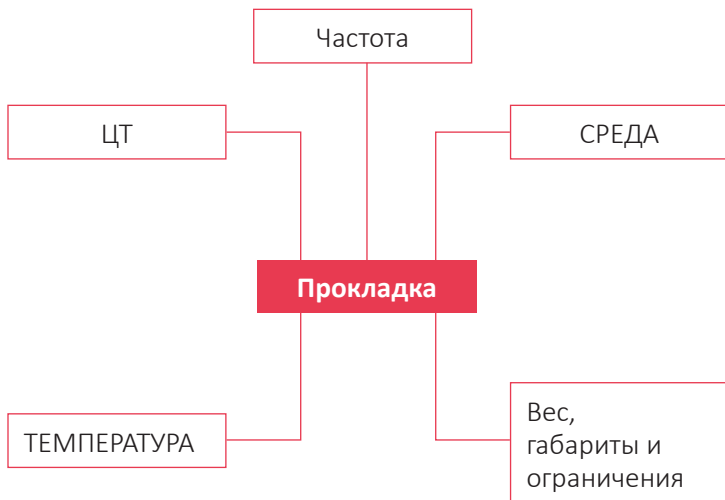 Частота
ЦТ
СРЕДА
Прокладка
ТЕМПЕРАТУРА
Вес,
габариты и
ограничения